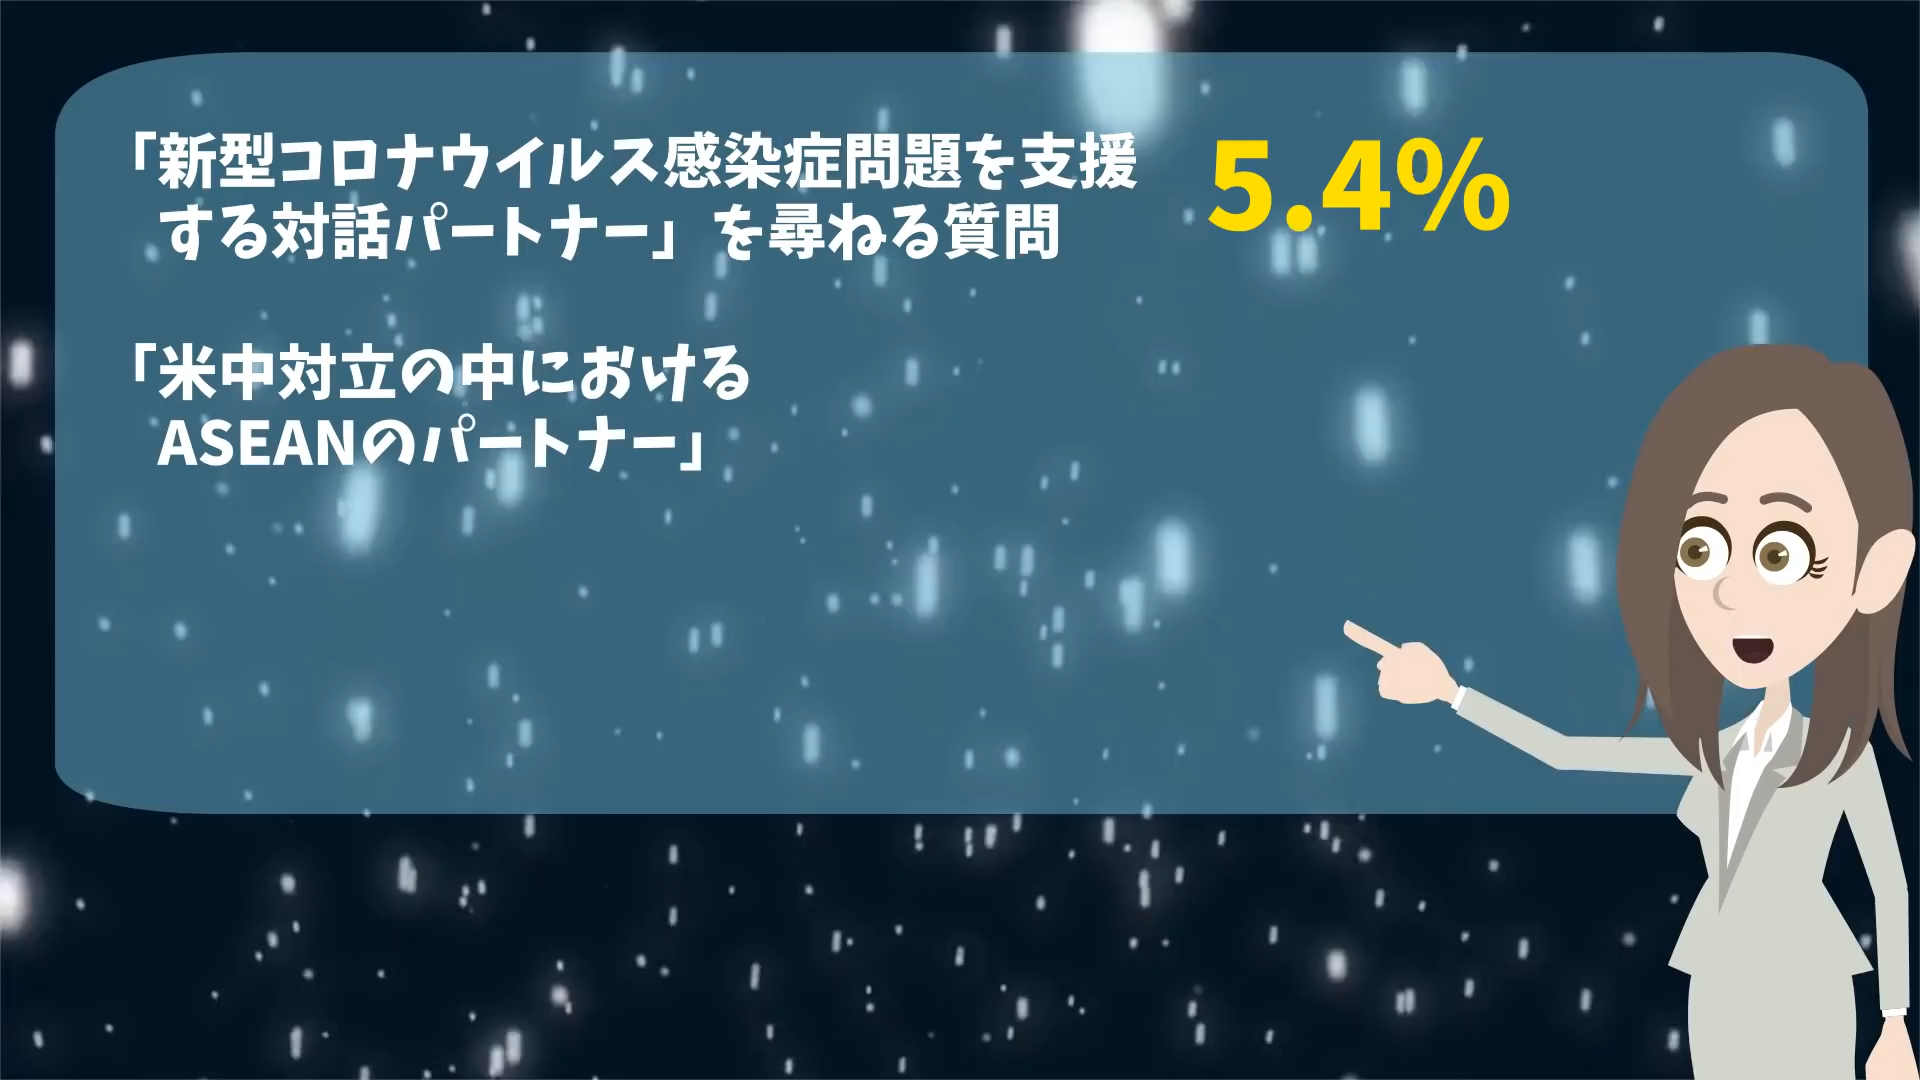 「新型コロナウイルス感染症問題を支援
する対話パートナー」を尋ねる質問
5.4%
「米中対立の中における
ASEANのパートナー」